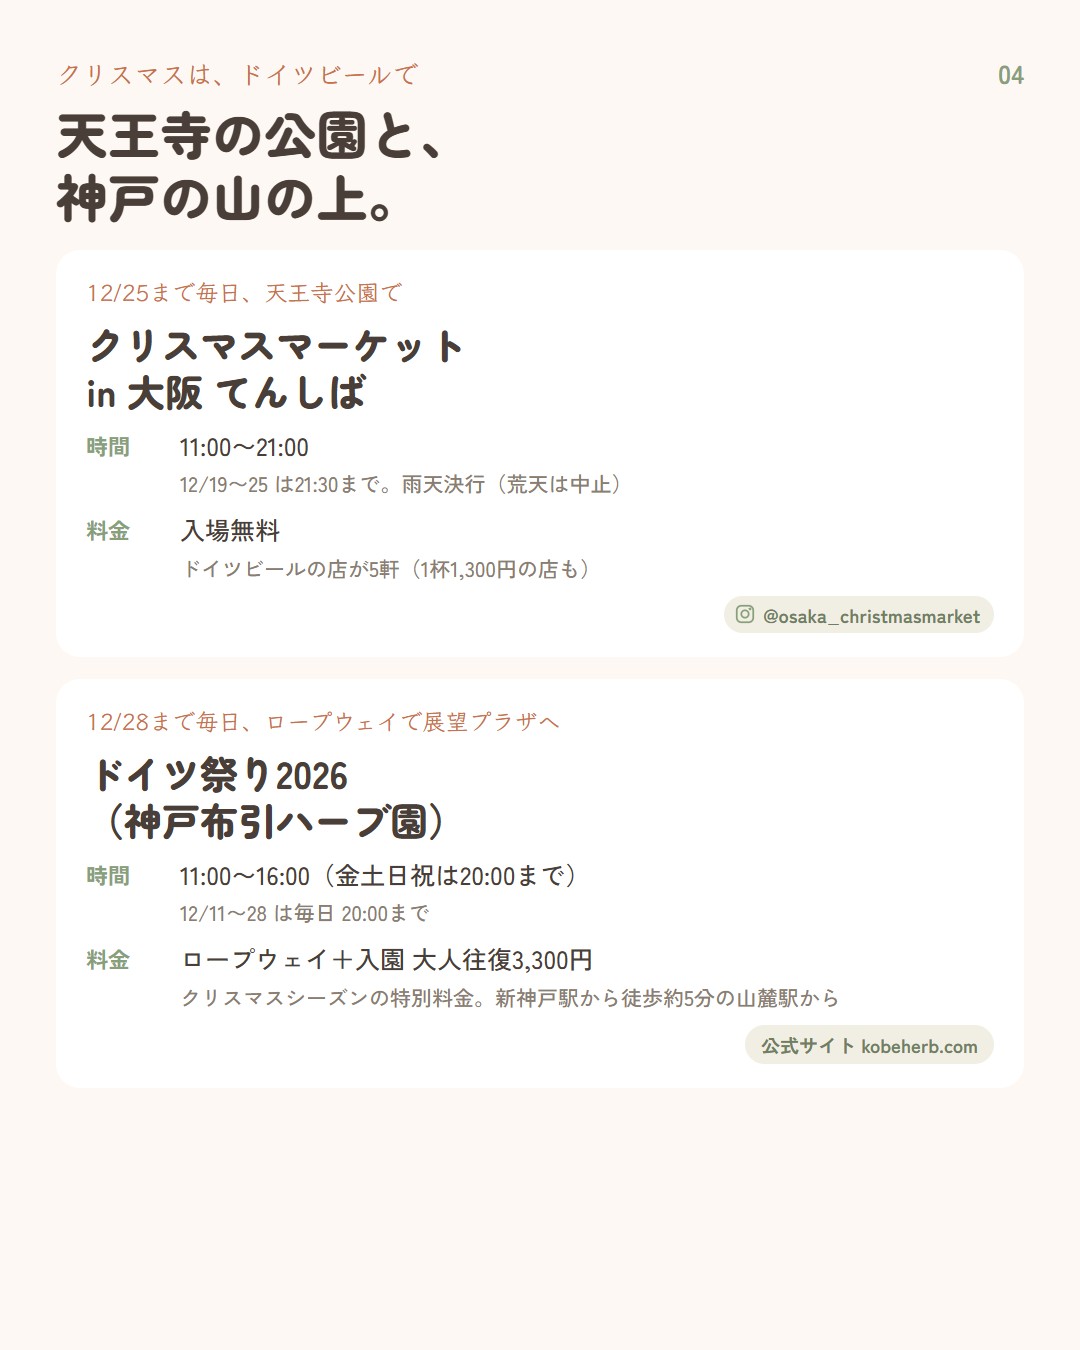 クリスマスは、ドイツビールで
04
天王寺の公園と、
神戸の山の上。
12/25まで毎日、天王寺公園で
クリスマスマーケット
in 大阪 てんしば
時間 11:00〜21:00
12/19〜25 は21:30まで。雨天決行（荒天は中止）
料金 入場無料
ドイツビールの店が5軒（1杯1,300円の店も）
@osaka_christmasmarket
12/28まで毎日、ロープウェイで展望プラザへ
ドイツ祭り2026
（神戸布引ハーブ園）
時間 11:00〜16:00（金土日祝は20:00まで）
12/11〜28 は毎日 20:00まで
料金 ロープウェイ＋入園 大人往復3,300円
クリスマスシーズンの特別料金。新神戸駅から徒歩約5分の山麓駅から
公式サイト kobeherb.com